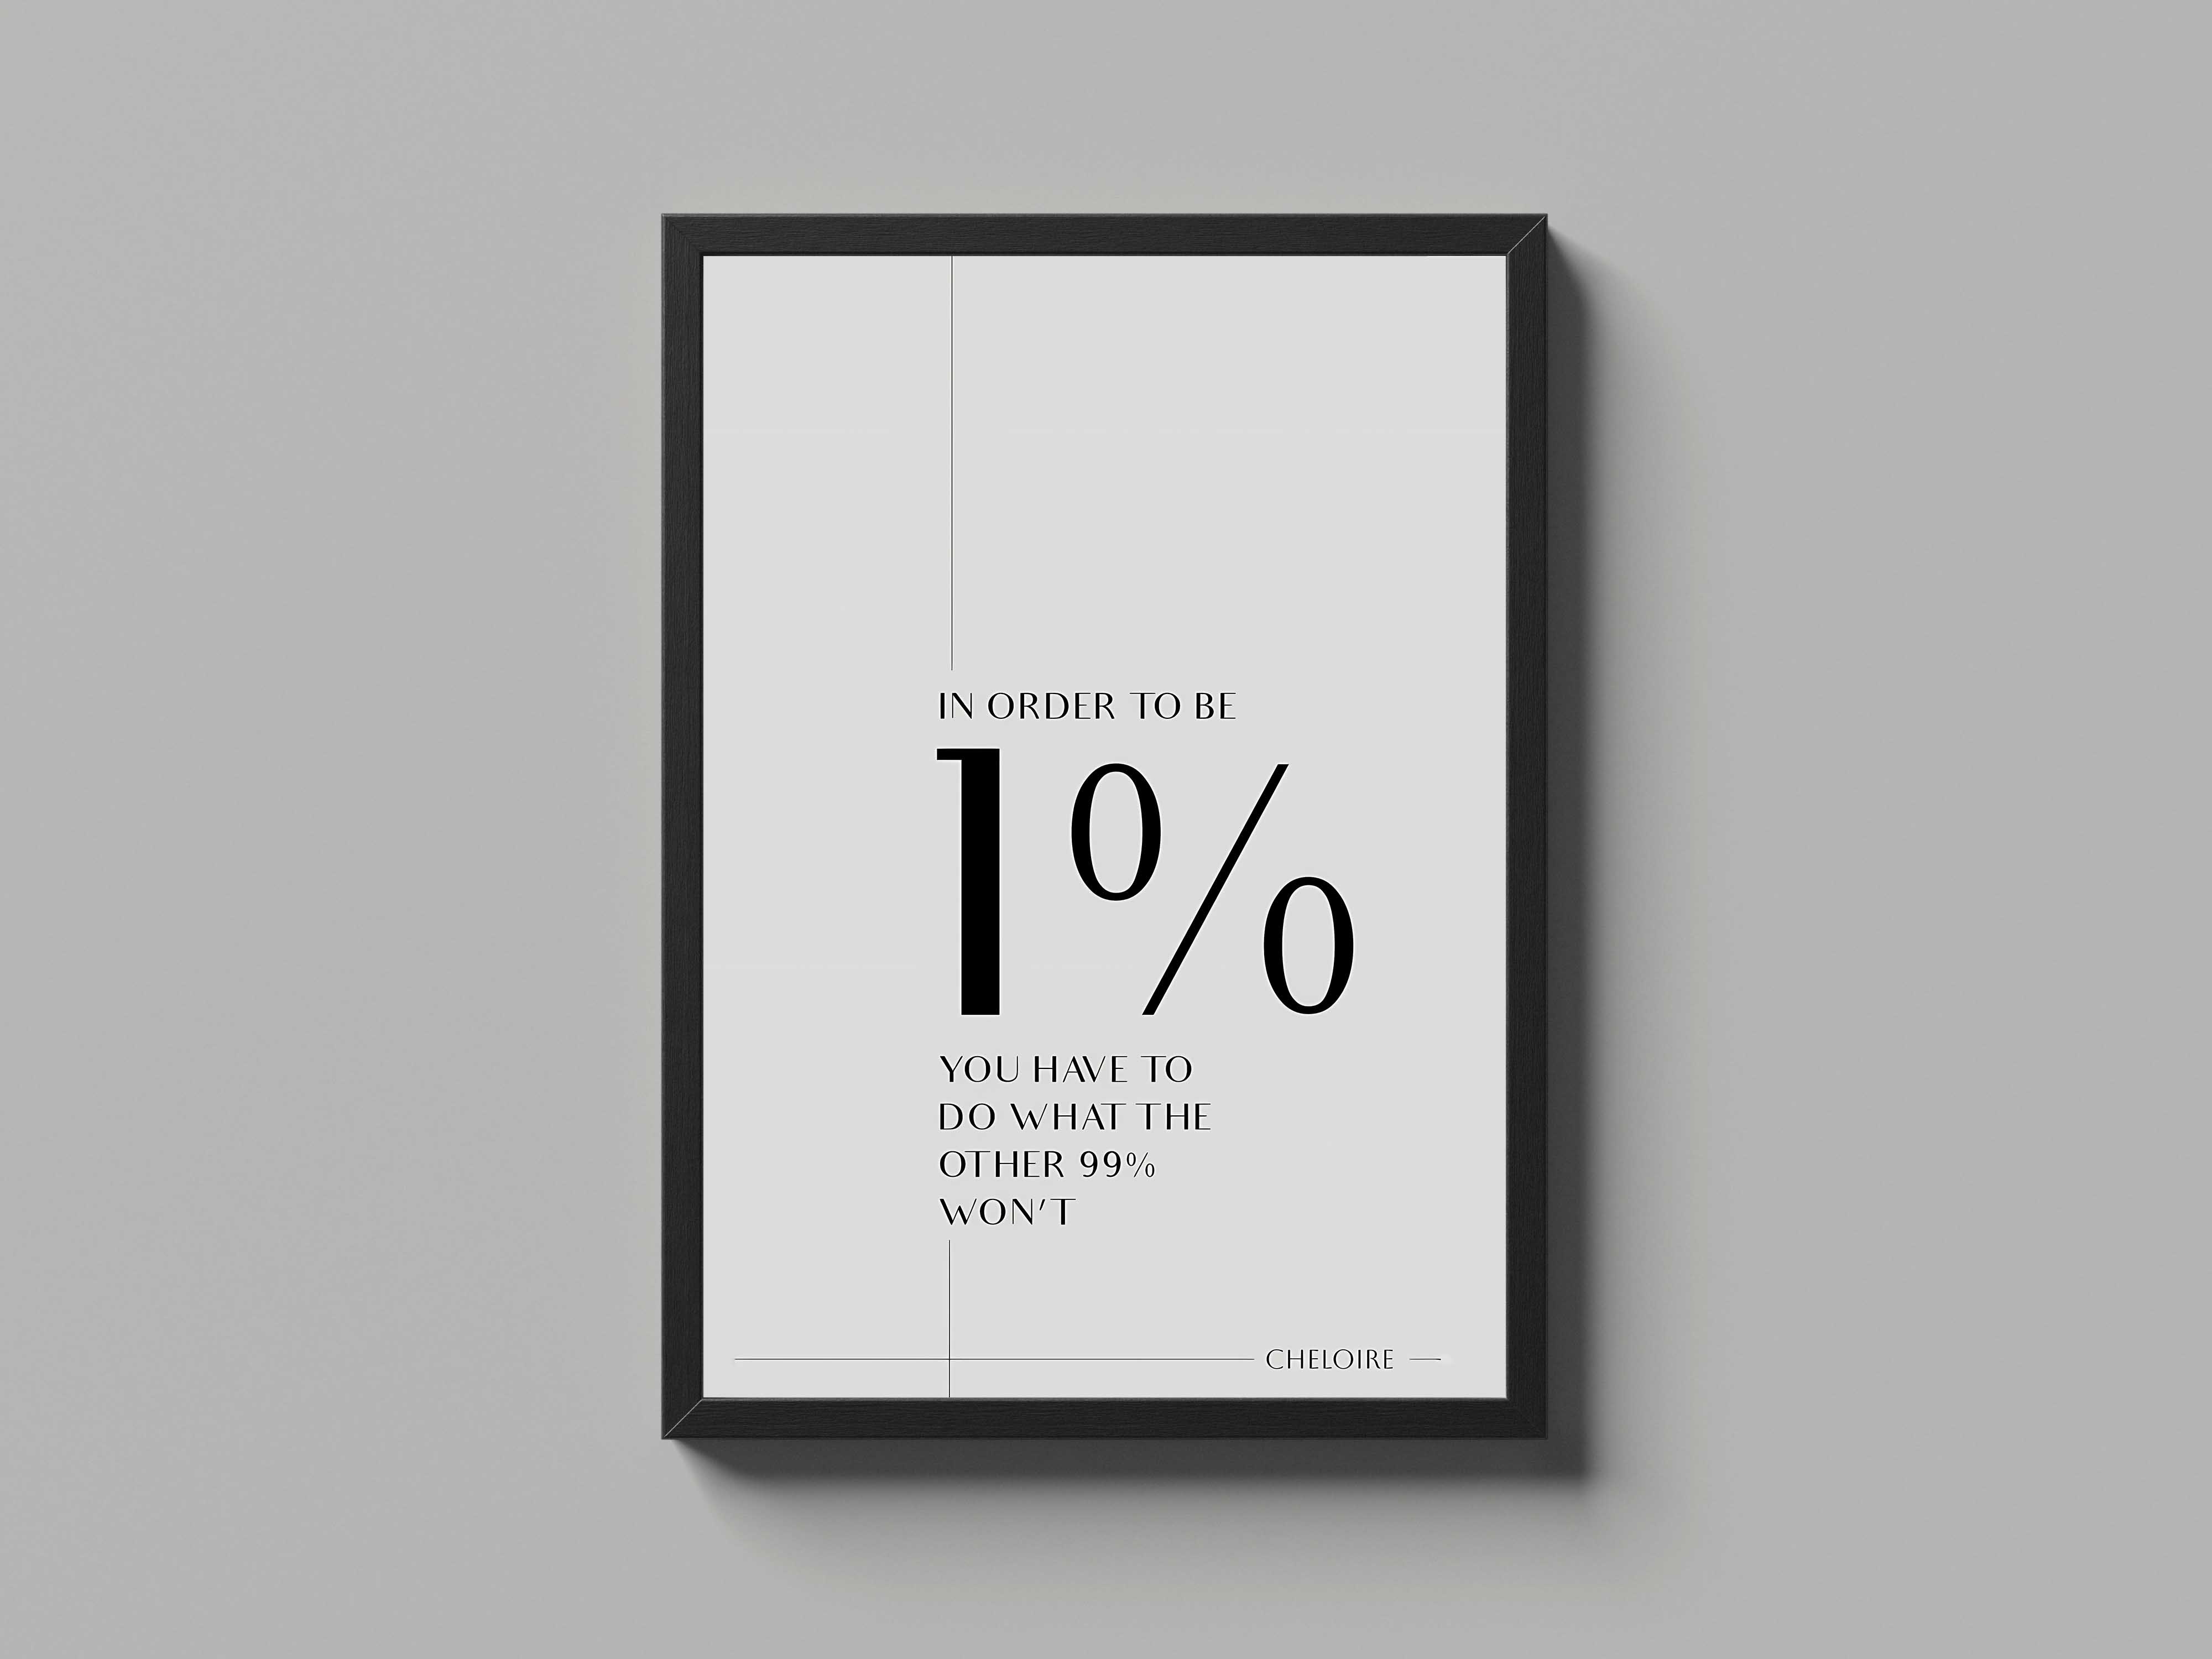 IN ORDER TO BE
1%
YOU HAVE TO
DO WHAT THE
OTHER 99%
WON'T
CHELOIRE